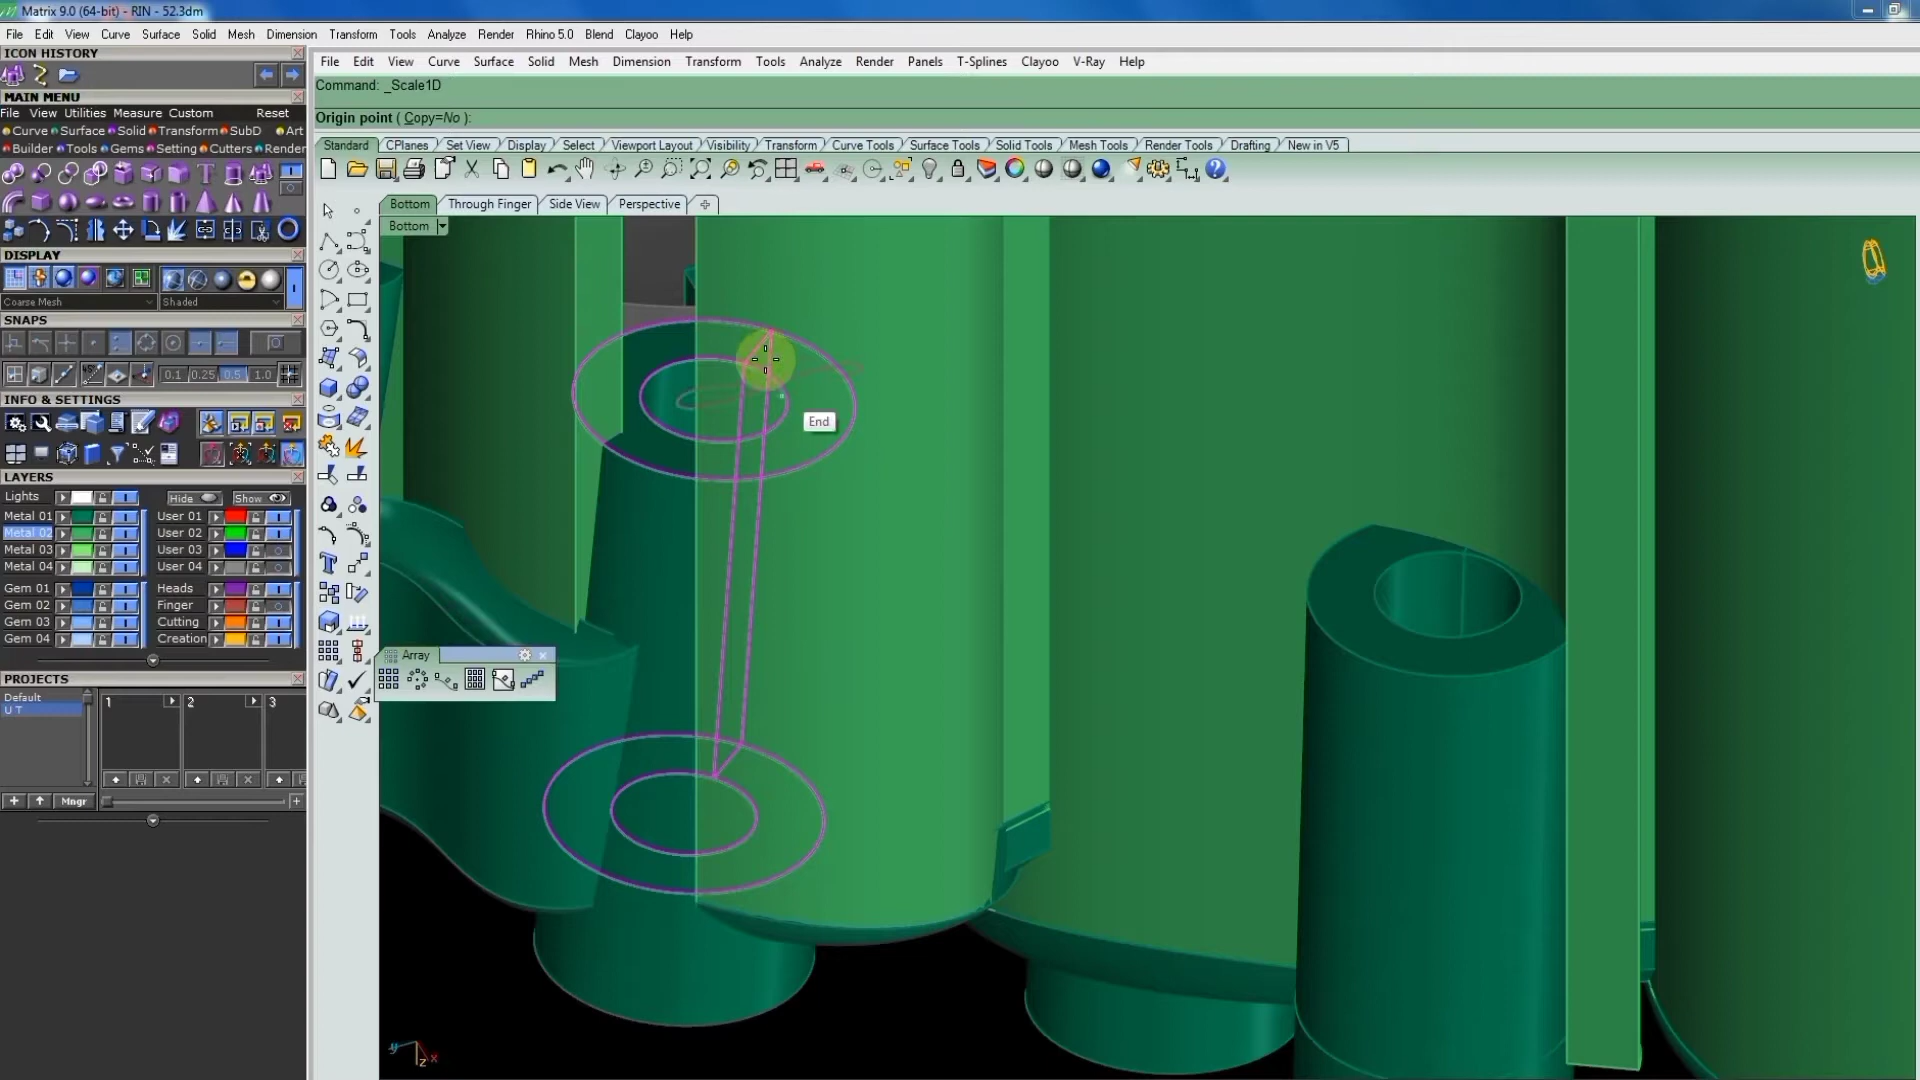 Matrix 9.0 (64-bit) - RIN - 52.3dm
File Edit View Curve Surface Solid Mesh Dimension Transform Tools Analyze Render Rhino 5.0 Blend Clayoo Help
ICON HISTORY
MAIN MENU
File View Utilities Measure Custom Reset
Curve Surface Solid Transform SubD Art
Builder Tools Gems Setting Cutters Render
DISPLAY
Coarse Mesh Shaded
SNAPS
0.1 0.25 0.5 1.0
INFO & SETTINGS
LAYERS
Lights Hide Show
Metal 01 User 01
Metal 02 User 02
Metal 03 User 03
Metal 04 User 04
Gem 01 Heads
Gem 02 Finger
Gem 03 Cutting
Gem 04 Creation
PROJECTS
Default
U T
1 2 3
Mngr
File Edit View Curve Surface Solid Mesh Dimension Transform Tools Analyze Render Panels T-Splines Clayoo V-Ray Help
Command: _Scale1D
Origin point ( Copy=No ):
Standard CPlanes Set View Display Select Viewport Layout Visibility Transform Curve Tools Surface Tools Solid Tools Mesh Tools Render Tools Drafting New in V5
Bottom Through Finger Side View Perspective
Bottom
End
Array
y z x